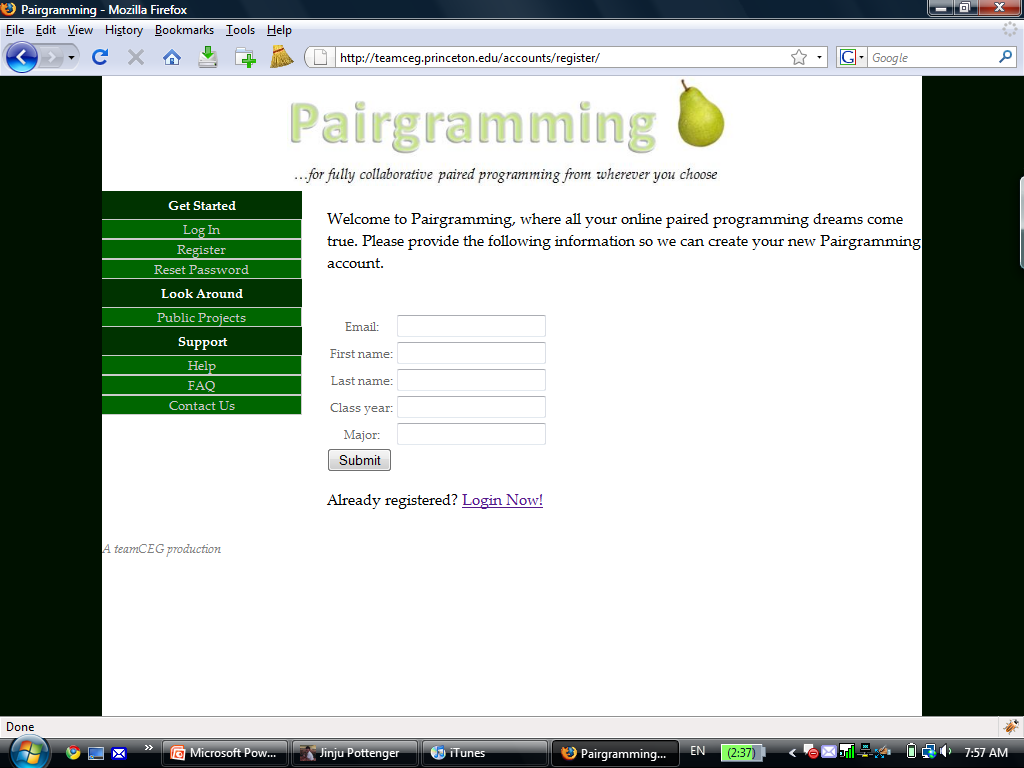 Pairgramming - Mozilla Firefox
File Edit View History Bookmarks Tools Help
http://teamceg.princeton.edu/accounts/register/
G
Google
Pairgramming
...for fully collaborative paired programming from wherever you choose
Get Started
Log In
Register
Reset Password
Look Around
Public Projects
Support
Help
FAQ
Contact Us
Welcome to Pairgramming, where all your online paired programming dreams come
true. Please provide the following information so we can create your new Pairgramming
account.
Email:
First name:
Last name:
Class year:
Major:
Submit
Already registered? Login Now!
A teamCEG production
Done
Microsoft Pow... Jinju Pottenger iTunes Pairgramming... EN (2:37) 7:57 AM